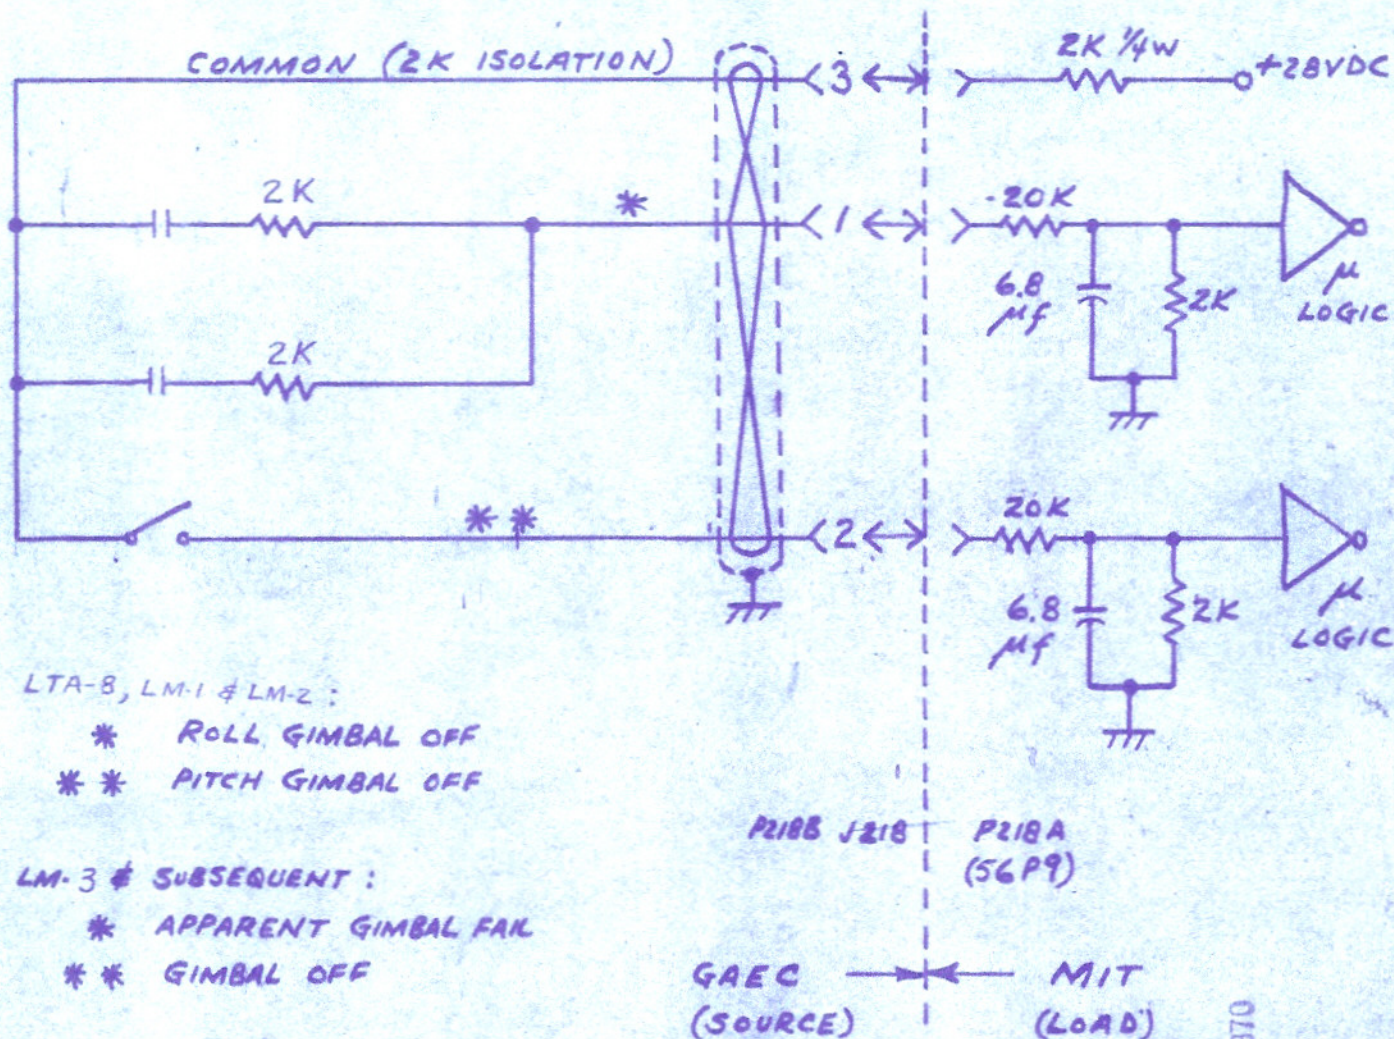 COMMON (2K ISOLATION)
3
2K ¼W
+28VDC
2K
*
1
20K
6.8
μf
2K
μ
LOGIC
2K
* *
2
20K
6.8
μf
2K
μ
LOGIC
LTA-8, LM-1 & LM-2 :
* ROLL GIMBAL OFF
* * PITCH GIMBAL OFF
P218B J218
P218A
(56P9)
LM-3 & SUBSEQUENT :
* APPARENT GIMBAL FAIL
* * GIMBAL OFF
GAEC
(SOURCE)
MIT
(LOAD)
370